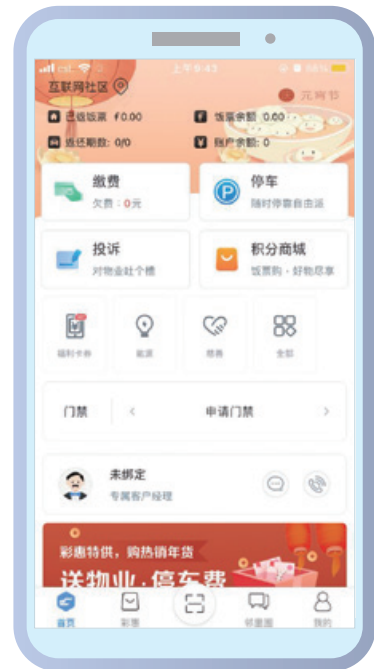 上午9:43
互联网社区
元宵节
已返饭票 ￥0.00
饭票余额 0.00
返还期数: 0/0
账户余额: 0
缴费
停车
欠费：0元
随时停靠自由派
投诉
积分商城
对物业吐个槽
饭票购·好物尽享
福利卡券
能源
慈善
全部
门禁
申请门禁
未绑定
专属客户经理
彩惠特供，购热销年货
送物业·停车费
首页
彩惠
邻里圈
我的